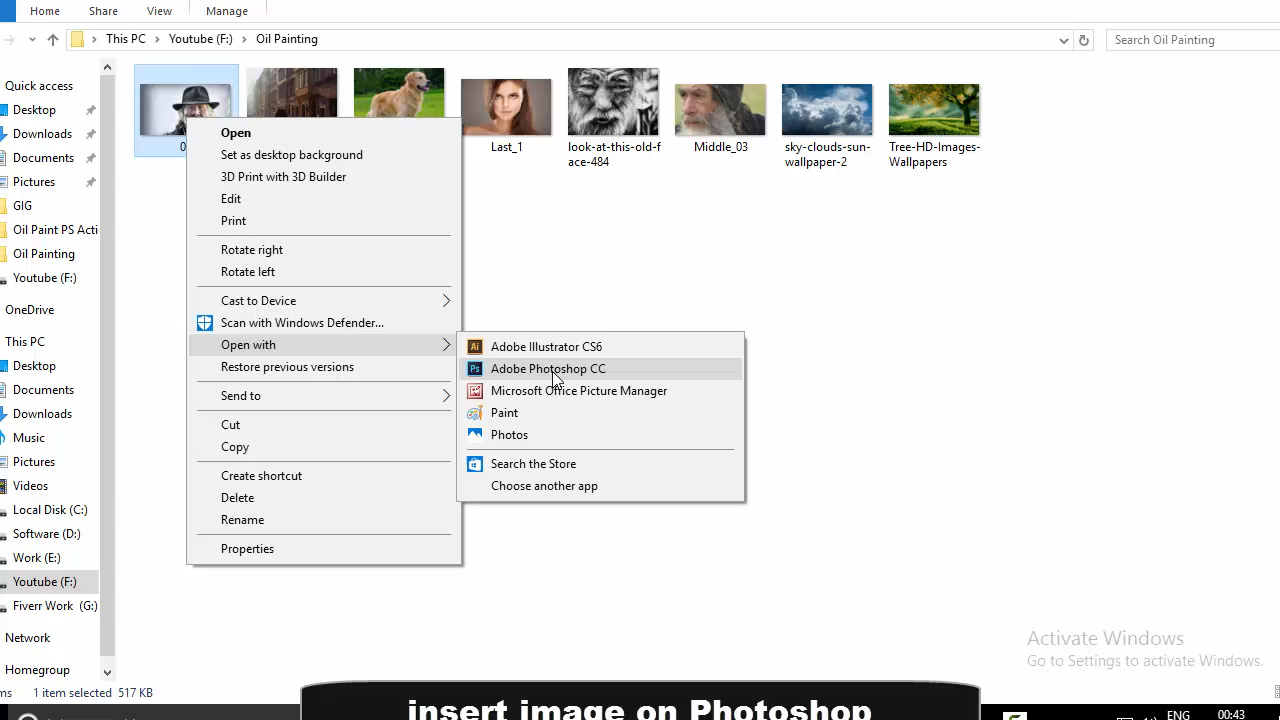 Home Share View Manage
This PC Youtube (F:) Oil Painting
Search Oil Painting
Quick access
Desktop
Downloads
Documents
Pictures
GIG
Oil Paint PS Acti
Oil Painting
Youtube (F:)
OneDrive
This PC
Desktop
Documents
Downloads
Music
Pictures
Videos
Local Disk (C:)
Software (D:)
Work (E:)
Youtube (F:)
Fiverr Work (G:)
Network
Homegroup
0
Last_1
look-at-this-old-f
ace-484
Middle_03
sky-clouds-sun-
wallpaper-2
Tree-HD-Images-
Wallpapers
Open
Set as desktop background
3D Print with 3D Builder
Edit
Print
Rotate right
Rotate left
Cast to Device
Scan with Windows Defender...
Open with
Restore previous versions
Send to
Cut
Copy
Create shortcut
Delete
Rename
Properties
Adobe Illustrator CS6
Ai
Adobe Photoshop CC
Ps
Microsoft Office Picture Manager
Paint
Photos
Search the Store
Choose another app
Activate Windows
Go to Settings to activate Windows.
ms 1 item selected 517 KB
insert image on Photoshop
ENG
00:43